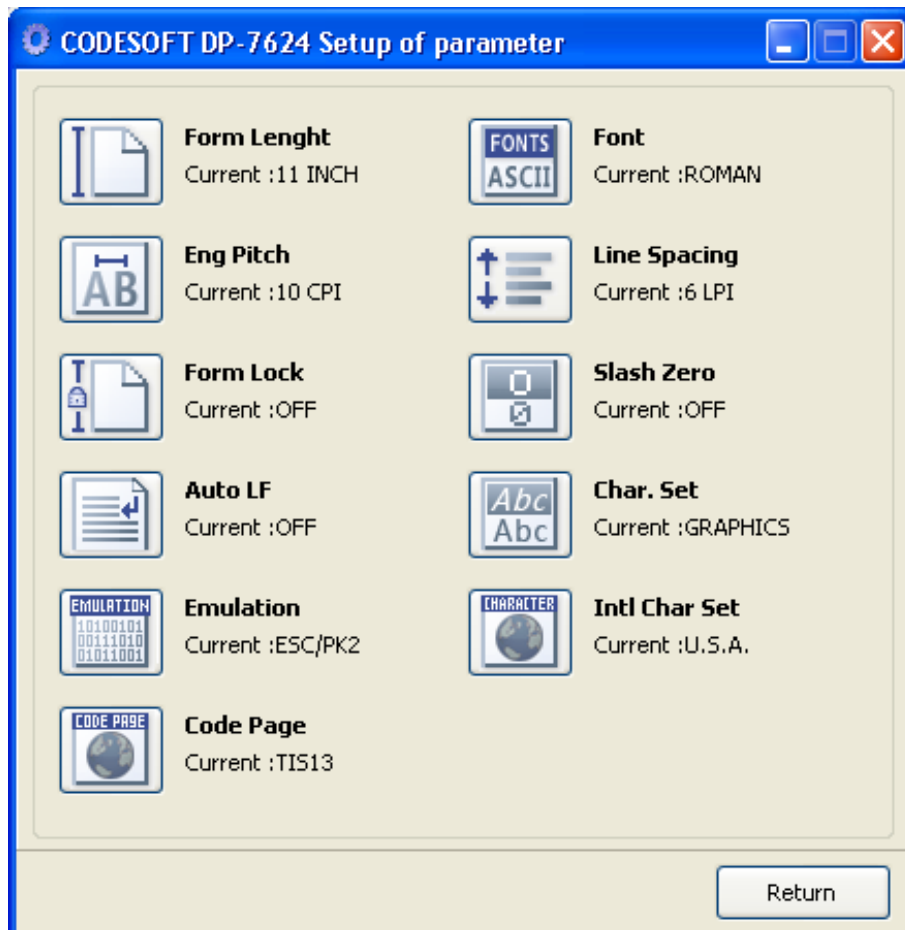 CODESOFT DP-7624 Setup of parameter
Form Lenght
Current :11 INCH
FONTS
ASCII
Font
Current :ROMAN
AB
Eng Pitch
Current :10 CPI
Line Spacing
Current :6 LPI
Form Lock
Current :OFF
0
0
Slash Zero
Current :OFF
Auto LF
Current :OFF
Abc
Abc
Char. Set
Current :GRAPHICS
EMULATION
10100101
00111010
01011001
Emulation
Current :ESC/PK2
CHARACTER
Intl Char Set
Current :U.S.A.
CODE PAGE
Code Page
Current :TIS13
Return